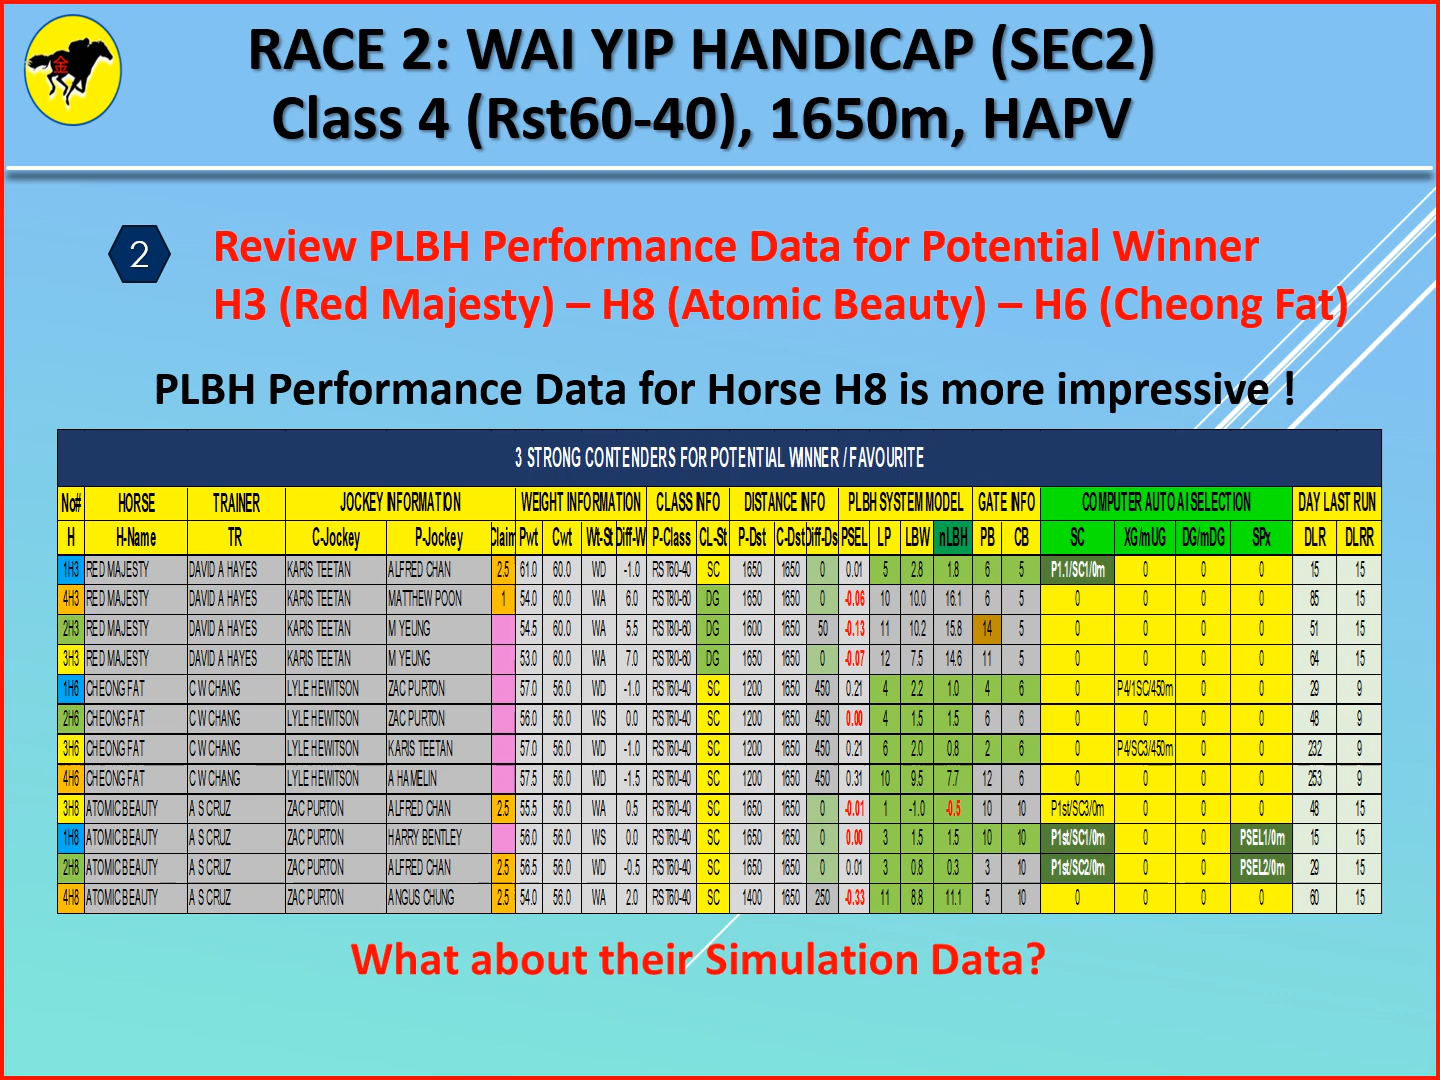 金
RACE 2: WAI YIP HANDICAP (SEC2)
Class 4 (Rst60-40), 1650m, HAPV
2
Review PLBH Performance Data for Potential Winner
H3 (Red Majesty) – H8 (Atomic Beauty) – H6 (Cheong Fat)
PLBH Performance Data for Horse H8 is more impressive !
3 STRONG CONTENDERS FOR POTENTIAL WINNER / FAVOURITE
No# HORSE TRAINER JOCKEY INFORMATION WEIGHT INFORMATION CLASS INFO DISTANCE INFO PLBH SYSTEM MODEL GATE INFO COMPUTER AUTO AI SELECTION DAY LAST RUN
H H-Name TR C-Jockey P-Jockey Claim Pwt Cwt Wt-St Diff-W P-Class CL-St P-Dst C-Dst Diff-Ds PSEL LP LBW nLBH PB CB SC XG/mUG DG/mDG SPx DLR DLRR
1H3 RED MAJESTY DAVID A HAYES KARIS TEETAN ALFRED CHAN 2.5 61.0 60.0 WD -1.0 RST60-40 SC 1650 1650 0 0.01 5 2.8 1.8 6 5 P1.1/SC1/0m 0 0 0 15 15
4H3 RED MAJESTY DAVID A HAYES KARIS TEETAN MATTHEW POON 1 54.0 60.0 WA 6.0 RST80-60 DG 1650 1650 0 -0.06 10 10.0 16.1 6 5 0 0 0 0 85 15
2H3 RED MAJESTY DAVID A HAYES KARIS TEETAN M YEUNG 54.5 60.0 WA 5.5 RST80-60 DG 1600 1650 50 -0.13 11 10.2 15.8 14 5 0 0 0 0 51 15
3H3 RED MAJESTY DAVID A HAYES KARIS TEETAN M YEUNG 53.0 60.0 WA 7.0 RST80-60 DG 1650 1650 0 -0.07 12 7.5 14.6 11 5 0 0 0 0 64 15
1H6 CHEONG FAT C W CHANG LYLE HEWITSON ZAC PURTON 57.0 56.0 WD -1.0 RST60-40 SC 1200 1650 450 0.21 4 2.2 1.0 4 6 0 P4/1SC/450m 0 0 29 9
2H6 CHEONG FAT C W CHANG LYLE HEWITSON ZAC PURTON 56.0 56.0 WS 0.0 RST60-40 SC 1200 1650 450 0.00 4 1.5 1.5 6 6 0 0 0 0 48 9
3H6 CHEONG FAT C W CHANG LYLE HEWITSON KARIS TEETAN 57.0 56.0 WD -1.0 RST60-40 SC 1200 1650 450 0.21 6 2.0 0.8 2 6 0 P4/SC3/450m 0 0 232 9
4H6 CHEONG FAT C W CHANG LYLE HEWITSON A HAMELIN 57.5 56.0 WD -1.5 RST60-40 SC 1200 1650 450 0.31 10 9.5 7.7 12 6 0 0 0 0 253 9
3H8 ATOMIC BEAUTY A S CRUZ ZAC PURTON ALFRED CHAN 2.5 55.5 56.0 WA 0.5 RST60-40 SC 1650 1650 0 -0.01 1 -1.0 -0.5 10 10 P1st/SC3/0m 0 0 0 48 15
1H8 ATOMIC BEAUTY A S CRUZ ZAC PURTON HARRY BENTLEY 56.0 56.0 WS 0.0 RST60-40 SC 1650 1650 0 0.00 3 1.5 1.5 10 10 P1st/SC1/0m 0 0 PSEL1/0m 15 15
2H8 ATOMIC BEAUTY A S CRUZ ZAC PURTON ALFRED CHAN 2.5 56.5 56.0 WD -0.5 RST60-40 SC 1650 1650 0 0.01 3 0.8 0.3 3 10 P1st/SC2/0m 0 0 PSEL2/0m 29 15
4H8 ATOMIC BEAUTY A S CRUZ ZAC PURTON ANGUS CHUNG 2.5 54.0 56.0 WA 2.0 RST60-40 SC 1400 1650 250 -0.33 11 8.8 11.1 5 10 0 0 0 0 60 15
What about their Simulation Data?